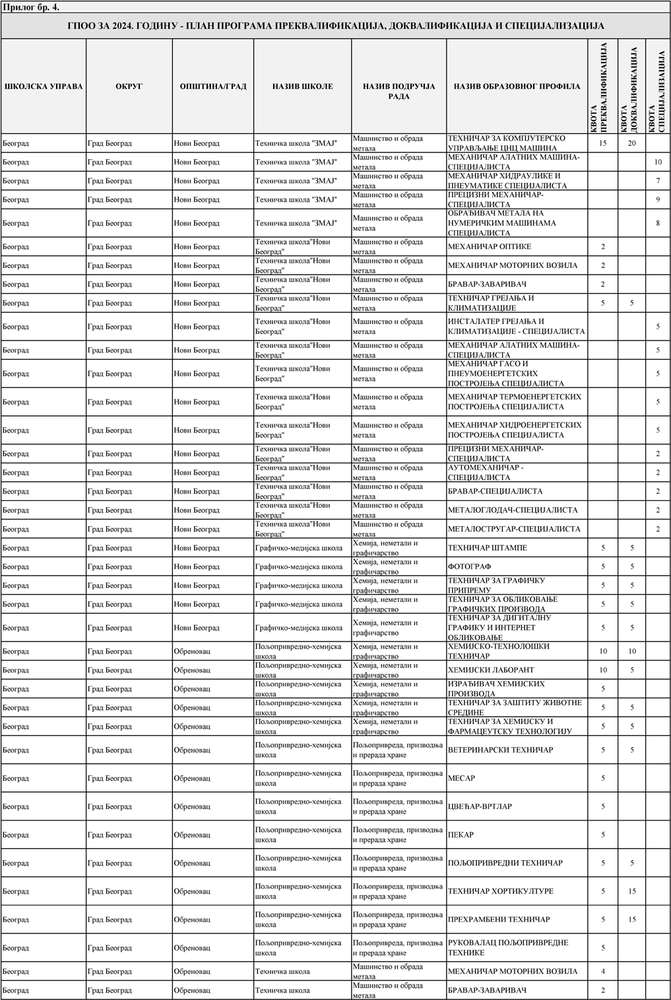 Прилог бр. 4.
ГПОО ЗА 2024. ГОДИНУ - ПЛАН ПРОГРАМА ПРЕКВАЛИФИКАЦИЈА, ДОКВАЛИФИКАЦИЈА И СПЕЦИЈАЛИЗАЦИЈА
ШКОЛСКА УПРАВА ОКРУГ ОПШТИНА/ГРАД НАЗИВ ШКОЛЕ НАЗИВ ПОДРУЧЈА РАДА НАЗИВ ОБРАЗОВНОГ ПРОФИЛА КВОТА ПРЕКВАЛИФИКАЦИЈА КВОТА ДОКВАЛИФИКАЦИЈА КВОТА СПЕЦИЈАЛИЗАЦИЈА
Београд Град Београд Нови Београд Техничка школа "ЗМАЈ" Машинство и обрада метала ТЕХНИЧАР ЗА КОМПЈУТЕРСКО УПРАВЉАЊЕ ЦНЦ МАШИНА 15 20
Београд Град Београд Нови Београд Техничка школа "ЗМАЈ" Машинство и обрада метала МЕХАНИЧАР АЛАТНИХ МАШИНА-СПЕЦИЈАЛИСТА 10
Београд Град Београд Нови Београд Техничка школа "ЗМАЈ" Машинство и обрада метала МЕХАНИЧАР ХИДРАУЛИКЕ И ПНЕУМАТИКЕ СПЕЦИЈАЛИСТА 7
Београд Град Београд Нови Београд Техничка школа "ЗМАЈ" Машинство и обрада метала ПРЕЦИЗНИ МЕХАНИЧАР-СПЕЦИЈАЛИСТА 9
Београд Град Београд Нови Београд Техничка школа "ЗМАЈ" Машинство и обрада метала ОБРАЂИВАЧ МЕТАЛА НА НУМЕРИЧКИМ МАШИНАМА СПЕЦИЈАЛИСТА 8
Београд Град Београд Нови Београд Техничка школа"Нови Београд" Машинство и обрада метала МЕХАНИЧАР ОПТИКЕ 2
Београд Град Београд Нови Београд Техничка школа"Нови Београд" Машинство и обрада метала МЕХАНИЧАР МОТОРНИХ ВОЗИЛА 2
Београд Град Београд Нови Београд Техничка школа"Нови Београд" Машинство и обрада метала БРАВАР-ЗАВАРИВАЧ 2
Београд Град Београд Нови Београд Техничка школа"Нови Београд" Машинство и обрада метала ТЕХНИЧАР ГРЕЈАЊА И КЛИМАТИЗАЦИЈЕ 5 5
Београд Град Београд Нови Београд Техничка школа"Нови Београд" Машинство и обрада метала ИНСТАЛАТЕР ГРЕЈАЊА И КЛИМАТИЗАЦИЈЕ - СПЕЦИЈАЛИСТА 5
Београд Град Београд Нови Београд Техничка школа"Нови Београд" Машинство и обрада метала МЕХАНИЧАР АЛАТНИХ МАШИНА-СПЕЦИЈАЛИСТА 5
Београд Град Београд Нови Београд Техничка школа"Нови Београд" Машинство и обрада метала МЕХАНИЧАР ГАСО И ПНЕУМОЕНЕРГЕТСКИХ ПОСТРОЈЕЊА СПЕЦИЈАЛИСТА 5
Београд Град Београд Нови Београд Техничка школа"Нови Београд" Машинство и обрада метала МЕХАНИЧАР ТЕРМОЕНЕРГЕТСКИХ ПОСТРОЈЕЊА СПЕЦИЈАЛИСТА 5
Београд Град Београд Нови Београд Техничка школа"Нови Београд" Машинство и обрада метала МЕХАНИЧАР ХИДРОЕНЕРГЕТСКИХ ПОСТРОЈЕЊА СПЕЦИЈАЛИСТА 5
Београд Град Београд Нови Београд Техничка школа"Нови Београд" Машинство и обрада метала ПРЕЦИЗНИ МЕХАНИЧАР-СПЕЦИЈАЛИСТА 2
Београд Град Београд Нови Београд Техничка школа"Нови Београд" Машинство и обрада метала АУТОМЕХАНИЧАР - СПЕЦИЈАЛИСТА 2
Београд Град Београд Нови Београд Техничка школа"Нови Београд" Машинство и обрада метала БРАВАР-СПЕЦИЈАЛИСТА 2
Београд Град Београд Нови Београд Техничка школа"Нови Београд" Машинство и обрада метала МЕТАЛОГЛОДАЧ-СПЕЦИЈАЛИСТА 2
Београд Град Београд Нови Београд Техничка школа"Нови Београд" Машинство и обрада метала МЕТАЛОСТРУГАР-СПЕЦИЈАЛИСТА 2
Београд Град Београд Нови Београд Графичко-медијска школа Хемија, неметали и графичарство ТЕХНИЧАР ШТАМПЕ 5 5
Београд Град Београд Нови Београд Графичко-медијска школа Хемија, неметали и графичарство ФОТОГРАФ 5 5
Београд Град Београд Нови Београд Графичко-медијска школа Хемија, неметали и графичарство ТЕХНИЧАР ЗА ГРАФИЧКУ ПРИПРЕМУ 5 5
Београд Град Београд Нови Београд Графичко-медијска школа Хемија, неметали и графичарство ТЕХНИЧАР ЗА ОБЛИКОВАЊЕ ГРАФИЧКИХ ПРОИЗВОДА 5 5
Београд Град Београд Нови Београд Графичко-медијска школа Хемија, неметали и графичарство ТЕХНИЧАР ЗА ДИГИТАЛНУ ГРАФИКУ И ИНТЕРНЕТ ОБЛИКОВАЊЕ 5 5
Београд Град Београд Обреновац Пољопривредно-хемијска школа Хемија, неметали и графичарство ХЕМИЈСКО-ТЕХНОЛОШКИ ТЕХНИЧАР 10 10
Београд Град Београд Обреновац Пољопривредно-хемијска школа Хемија, неметали и графичарство ХЕМИЈСКИ ЛАБОРАНТ 10 5
Београд Град Београд Обреновац Пољопривредно-хемијска школа Хемија, неметали и графичарство ИЗРАЂИВАЧ ХЕМИЈСКИХ ПРОИЗВОДА 5
Београд Град Београд Обреновац Пољопривредно-хемијска школа Хемија, неметали и графичарство ТЕХНИЧАР ЗА ЗАШТИТУ ЖИВОТНЕ СРЕДИНЕ 5 5
Београд Град Београд Обреновац Пољопривредно-хемијска школа Хемија, неметали и графичарство ТЕХНИЧАР ЗА ХЕМИЈСКУ И ФАРМАЦЕУТСКУ ТЕХНОЛОГИЈУ 5 5
Београд Град Београд Обреновац Пољопривредно-хемијска школа Пољопривреда, призводња и прерада хране ВЕТЕРИНАРСКИ ТЕХНИЧАР 5 5
Београд Град Београд Обреновац Пољопривредно-хемијска школа Пољопривреда, призводња и прерада хране МЕСАР 5
Београд Град Београд Обреновац Пољопривредно-хемијска школа Пољопривреда, призводња и прерада хране ЦВЕЋАР-ВРТЛАР 5
Београд Град Београд Обреновац Пољопривредно-хемијска школа Пољопривреда, призводња и прерада хране ПЕКАР 5
Београд Град Београд Обреновац Пољопривредно-хемијска школа Пољопривреда, призводња и прерада хране ПОЉОПРИВРЕДНИ ТЕХНИЧАР 5 5
Београд Град Београд Обреновац Пољопривредно-хемијска школа Пољопривреда, призводња и прерада хране ТЕХНИЧАР ХОРТИКУЛТУРЕ 5 15
Београд Град Београд Обреновац Пољопривредно-хемијска школа Пољопривреда, призводња и прерада хране ПРЕХРАМБЕНИ ТЕХНИЧАР 5 15
Београд Град Београд Обреновац Пољопривредно-хемијска школа Пољопривреда, призводња и прерада хране РУКОВАЛАЦ ПОЉОПРИВРЕДНЕ ТЕХНИКЕ 5
Београд Град Београд Обреновац Техничка школа Машинство и обрада метала МЕХАНИЧАР МОТОРНИХ ВОЗИЛА 4
Београд Град Београд Обреновац Техничка школа Машинство и обрада метала БРАВАР-ЗАВАРИВАЧ 2